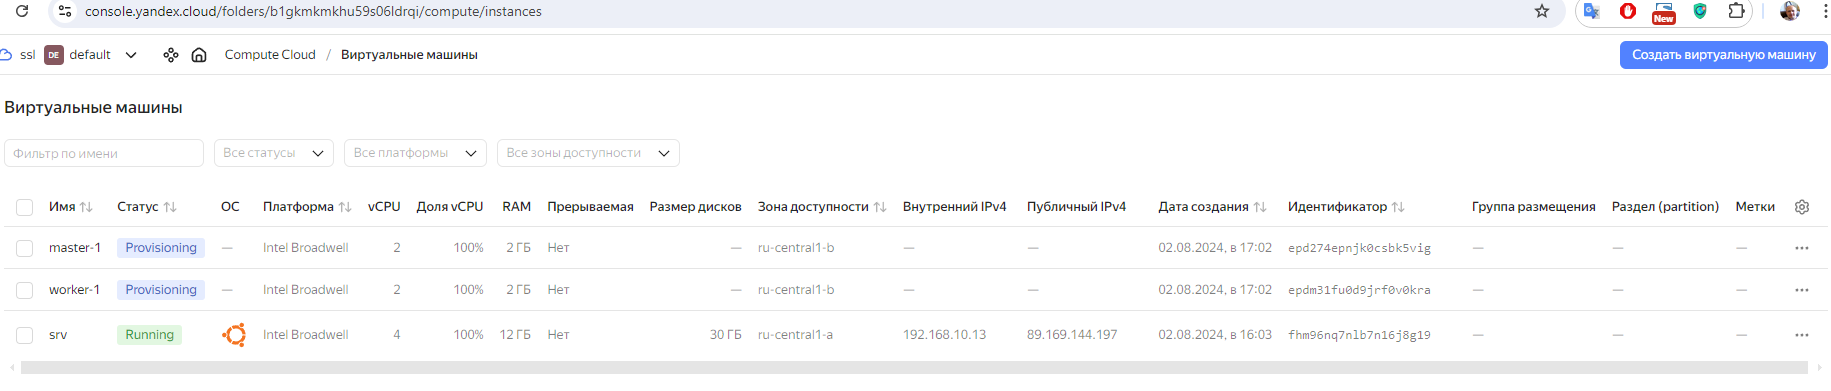 console.yandex.cloud/folders/b1gkmkmkhu59s06ldrqi/compute/instances
New
ssl DE default Compute Cloud / Виртуальные машины Создать виртуальную машину
Виртуальные машины
Фильтр по имени Все статусы Все платформы Все зоны доступности
Имя Статус ОС Платформа vCPU Доля vCPU RAM Прерываемая Размер дисков Зона доступности Внутренний IPv4 Публичный IPv4 Дата создания Идентификатор Группа размещения Раздел (partition) Метки
master-1 Provisioning — Intel Broadwell 2 100% 2 ГБ Нет — ru-central1-b — — 02.08.2024, в 17:02 epd274epnjk0csbk5vig — — — ···
worker-1 Provisioning — Intel Broadwell 2 100% 2 ГБ Нет — ru-central1-b — — 02.08.2024, в 17:02 epdm31fu0d9jrf0v0kra — — — ···
srv Running Intel Broadwell 4 100% 12 ГБ Нет 30 ГБ ru-central1-a 192.168.10.13 89.169.144.197 02.08.2024, в 16:03 fhm96nq7nlb7n16j8g19 — — — ···